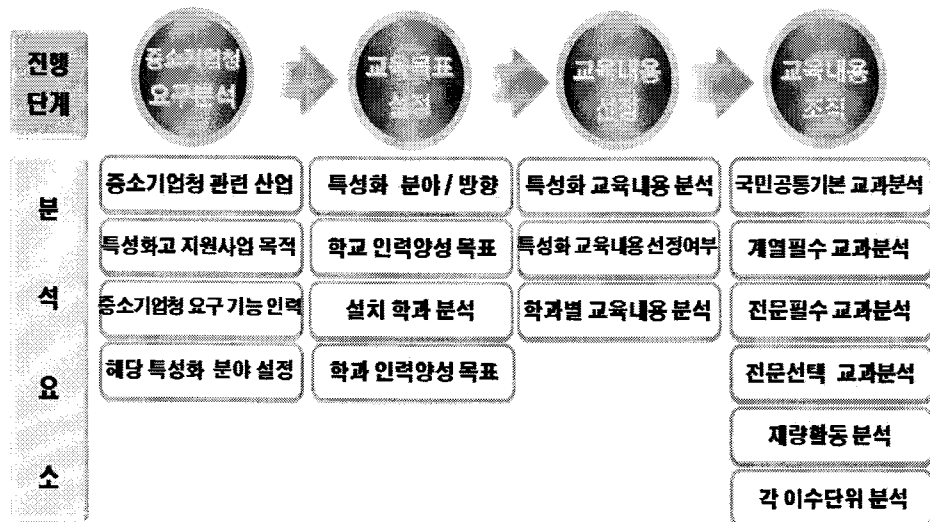 진행
단계
중소기업청
요구분석
교육목표
설정
교육내용
선정
교육내용
조직
분
석
요
소
중소기업청 관련 산업
특성화고 지원사업 목적
중소기업청 요구 기능 인력
해당 특성화 분야 설정
특성화 분야 / 방향
학교 인력양성 목표
설치 학과 분석
학과 인력양성 목표
특성화 교육내용 분석
특성화 교육내용 선정여부
학과별 교육내용 분석
국민공통기본 교과분석
계열필수 교과분석
전문필수 교과분석
전문선택 교과분석
재량활동 분석
각 이수단위 분석